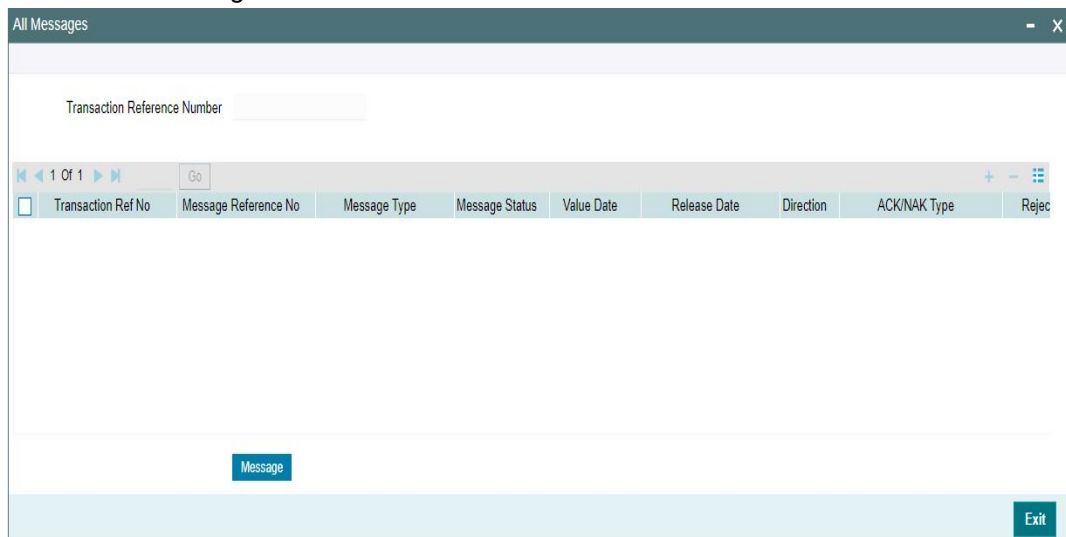 All Messages
Transaction Reference Number
1 Of 1 Go
Transaction Ref No Message Reference No Message Type Message Status Value Date Release Date Direction ACK/NAK Type Rejec
Message
Exit